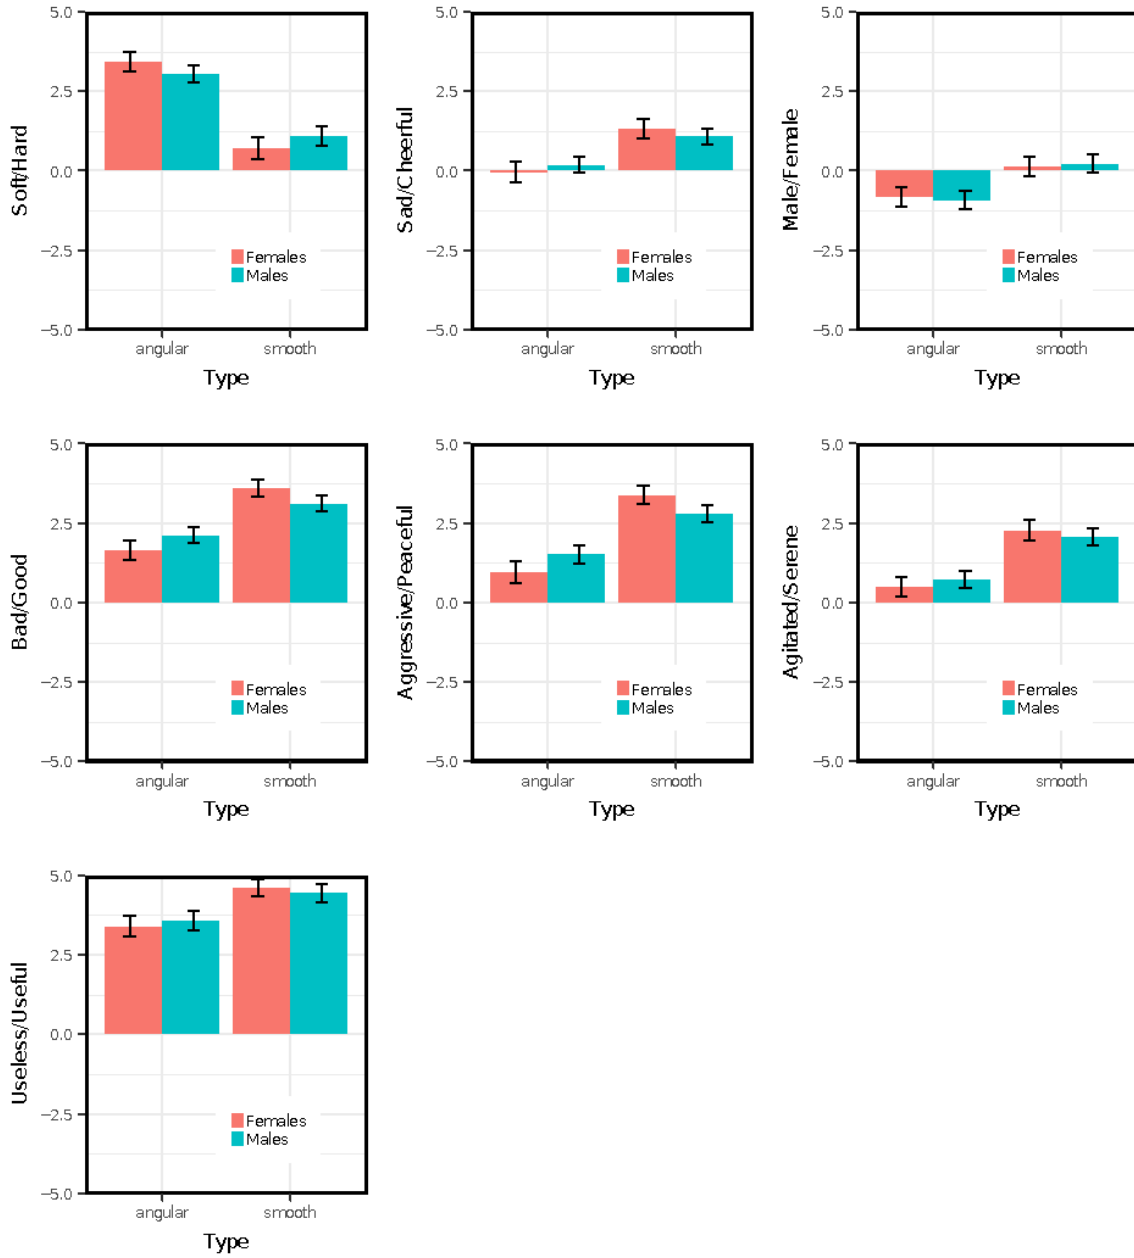 5.0
2.5
0.0
−2.5
−5.0
Soft/Hard
Females
Males
angular smooth
Type
5.0
2.5
0.0
−2.5
−5.0
Sad/Cheerful
Females
Males
angular smooth
Type
5.0
2.5
0.0
−2.5
−5.0
Male/Female
Females
Males
angular smooth
Type
5.0
2.5
0.0
−2.5
−5.0
Bad/Good
Females
Males
angular smooth
Type
5.0
2.5
0.0
−2.5
−5.0
Aggressive/Peaceful
Females
Males
angular smooth
Type
5.0
2.5
0.0
−2.5
−5.0
Agitated/Serene
Females
Males
angular smooth
Type
5.0
2.5
0.0
−2.5
−5.0
Useless/Useful
Females
Males
angular smooth
Type